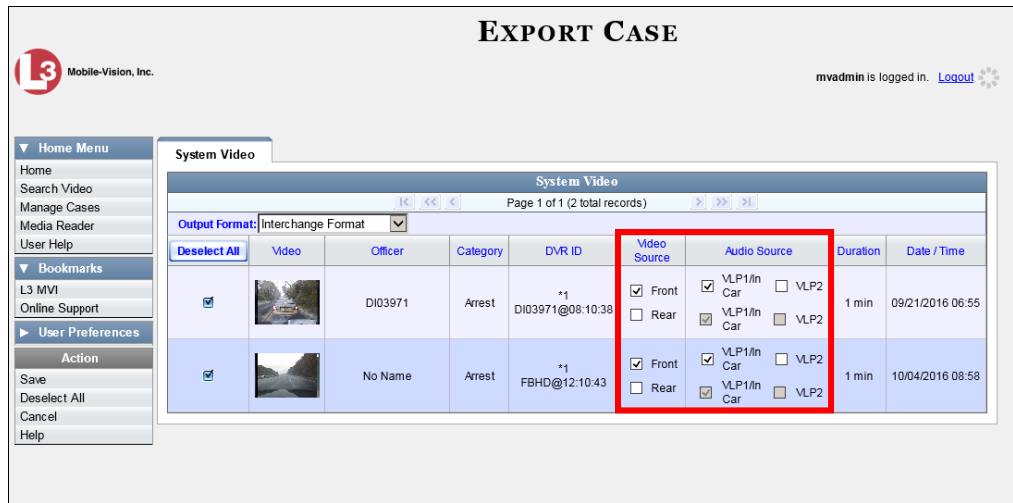 EXPORT CASE
L3 Mobile-Vision, Inc.
mvadmin is logged in. Logout
▼ Home Menu
Home
Search Video
Manage Cases
Media Reader
User Help
▼ Bookmarks
L3 MVI
Online Support
▶ User Preferences
Action
Save
Deselect All
Cancel
Help
System Video
System Video
|< << < Page 1 of 1 (2 total records) > >> >|
Output Format: Interchange Format
Deselect All Video Officer Category DVR ID Video Source Audio Source Duration Date / Time
DI03971 Arrest *1 DI03971@08:10:38 Front Rear VLP1/In Car VLP2 VLP1/In Car VLP2 1 min 09/21/2016 06:55
No Name Arrest *1 FBHD@12:10:43 Front Rear VLP1/In Car VLP2 VLP1/In Car VLP2 1 min 10/04/2016 08:58